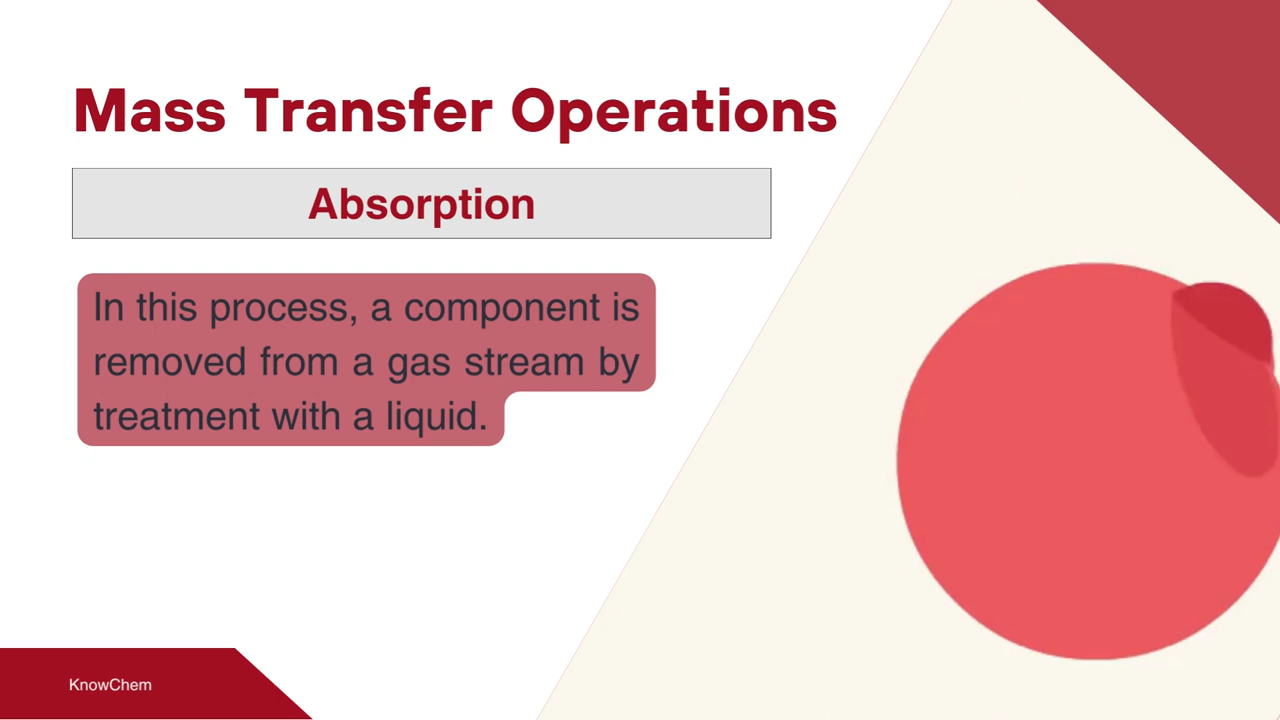 Mass Transfer Operations
Absorption
In this process, a component is
removed from a gas stream by
treatment with a liquid.
KnowChem